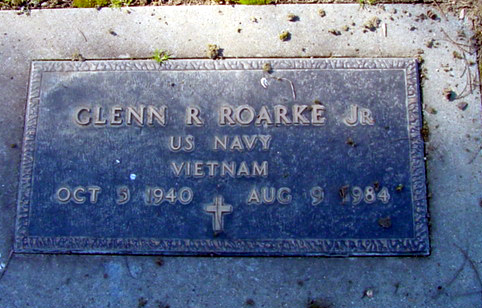 GLENN R ROARKE JR
US NAVY
VIETNAM
OCT 5 1940 AUG 9 1984